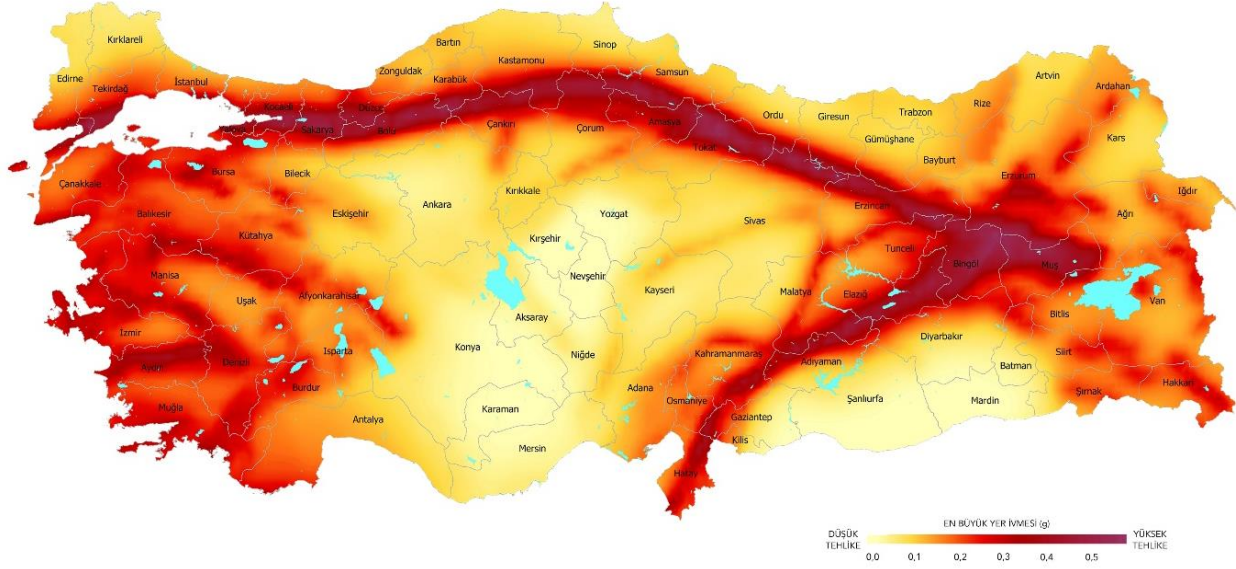 Kırklareli
Edirne
Tekirdağ
İstanbul
Kocaeli
Yalova
Sakarya
Düzce
Bolu
Zonguldak
Bartın
Karabük
Kastamonu
Sinop
Samsun
Çankırı
Çorum
Amasya
Tokat
Ordu
Giresun
Trabzon
Gümüşhane
Bayburt
Rize
Artvin
Ardahan
Kars
Iğdır
Ağrı
Erzurum
Erzincan
Çanakkale
Balıkesir
Bursa
Bilecik
Kütahya
Eskişehir
Ankara
Kırıkkale
Yozgat
Kırşehir
Nevşehir
Sivas
Kayseri
Malatya
Tunceli
Elazığ
Bingöl
Muş
Van
Bitlis
Siirt
Hakkari
Şırnak
Batman
Mardin
Diyarbakır
Şanlıurfa
Adıyaman
Kahramanmaraş
Gaziantep
Kilis
Hatay
Osmaniye
Adana
Niğde
Aksaray
Konya
Karaman
Mersin
Antalya
Isparta
Burdur
Afyonkarahisar
Uşak
Manisa
İzmir
Aydın
Denizli
Muğla
EN BÜYÜK YER İVMESİ (g)
DÜŞÜK
TEHLİKE
YÜKSEK
TEHLİKE
0,0 0,1 0,2 0,3 0,4 0,5